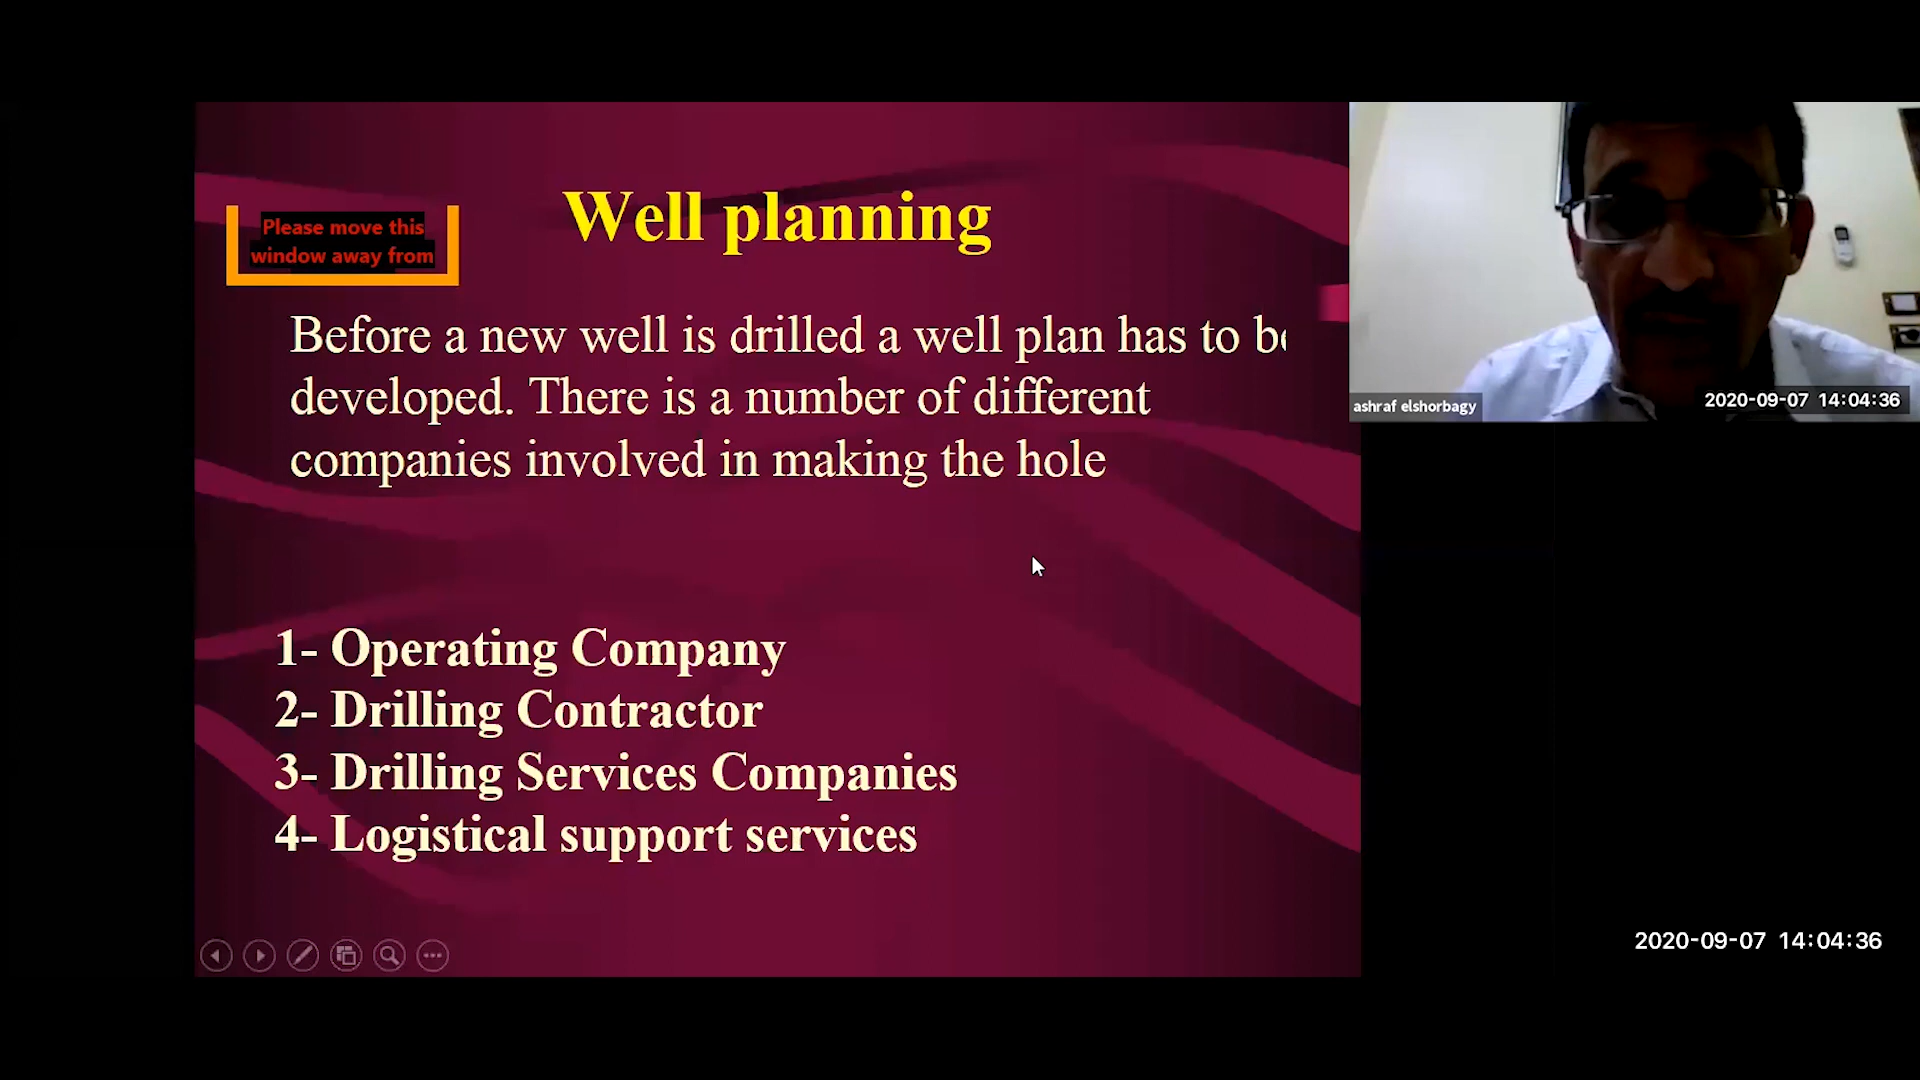 Well planning
Please move this
window away from
Before a new well is drilled a well plan has to be
developed. There is a number of different
companies involved in making the hole
1- Operating Company
2- Drilling Contractor
3- Drilling Services Companies
4- Logistical support services
ashraf elshorbagy
2020-09-07 14:04:36
2020-09-07 14:04:36